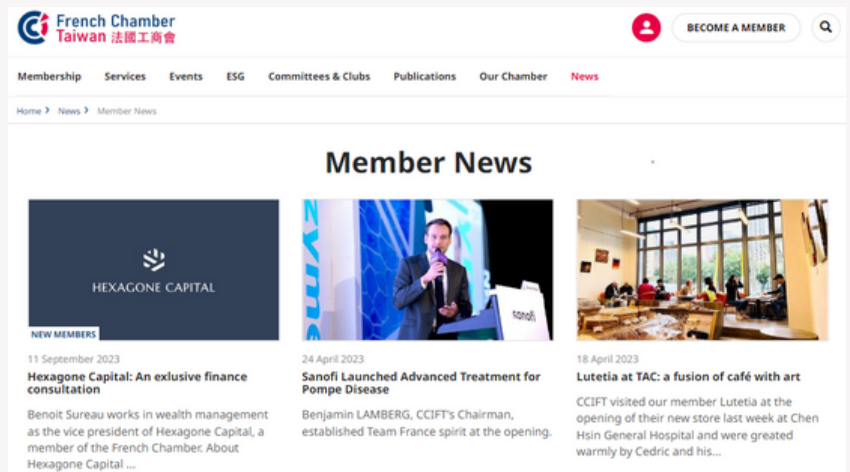 French Chamber
Taiwan 法國工商會
BECOME A MEMBER
Membership Services Events ESG Committees & Clubs Publications Our Chamber News
Home > News > Member News
Member News
HEXAGONE CAPITAL
NEW MEMBERS
11 September 2023
Hexagone Capital: An exlusive finance
consultation
Benoit Sureau works in wealth management
as the vice president of Hexagone Capital, a
member of the French Chamber. About
Hexagone Capital ...
zyme
sanofi
24 April 2023
Sanofi Launched Advanced Treatment for
Pompe Disease
Benjamin LAMBERG, CCIFT's Chairman,
established Team France spirit at the opening.
18 April 2023
Lutetia at TAC: a fusion of café with art
CCIFT visited our member Lutetia at the
opening of their new store last week at Chen
Hsin General Hospital and were greated
warmly by Cedric and his...